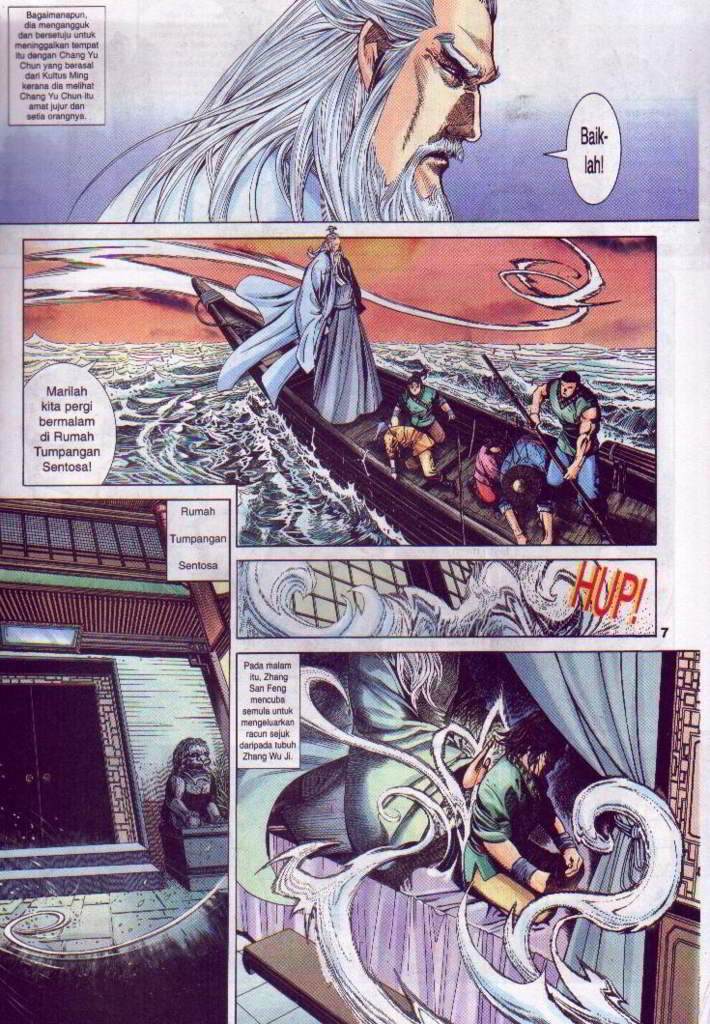 Bagaimanapun,
dia mengangguk
dan bersetuju untuk
meninggalkan tempat
itu dengan Chang Yu
Chun yang berasal
dari Kultus Ming
kerana dia melihat
Chang Yu Chun itu
amat jujur dan
setia orangnya.
Baik-
lah!
Marilah
kita pergi
bermalam
di Rumah
Tumpangan
Sentosa!
Rumah
Tumpangan
Sentosa
HUP!
7
Pada malam
itu, Zhang
San Feng
mencuba
semula untuk
mengeluarkan
racun sejuk
daripada tubuh
Zhang Wu Ji.